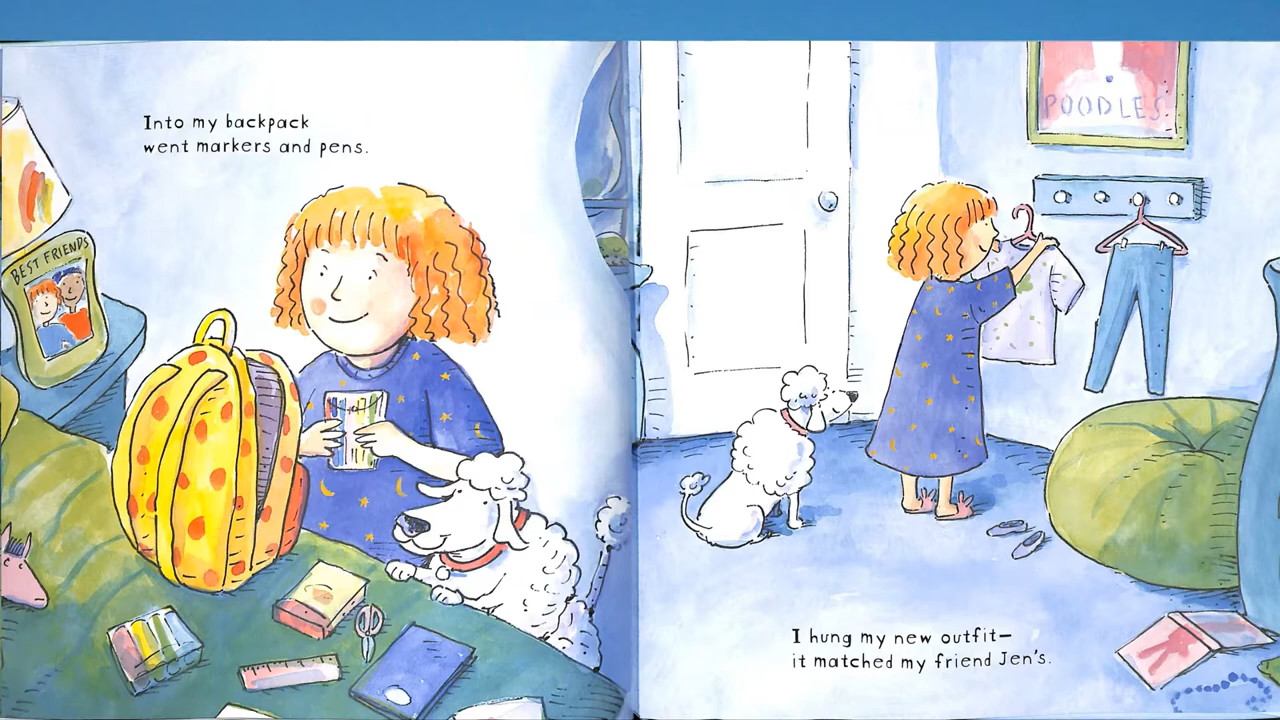 Into my backpack
went markers and pens.
BEST FRIENDS
POODLES
I hung my new outfit—
it matched my friend Jen's.